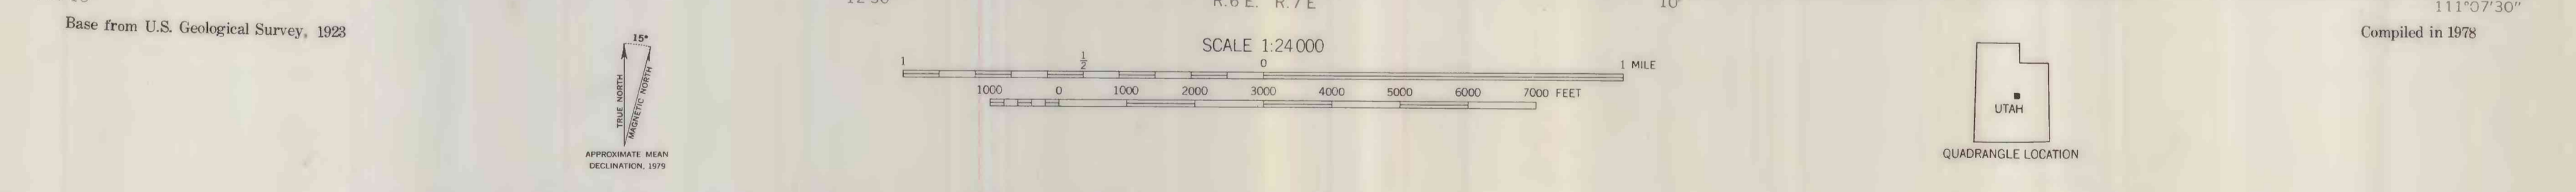 12'30" R.6 E. R.7 E 10' 111°07'30"
Base from U.S. Geological Survey, 1923
Compiled in 1978
15°
TRUE NORTH
MAGNETIC NORTH
APPROXIMATE MEAN
DECLINATION, 1979
SCALE 1:24 000
1 1/2 0 1 MILE
1000 0 1000 2000 3000 4000 5000 6000 7000 FEET
UTAH
QUADRANGLE LOCATION